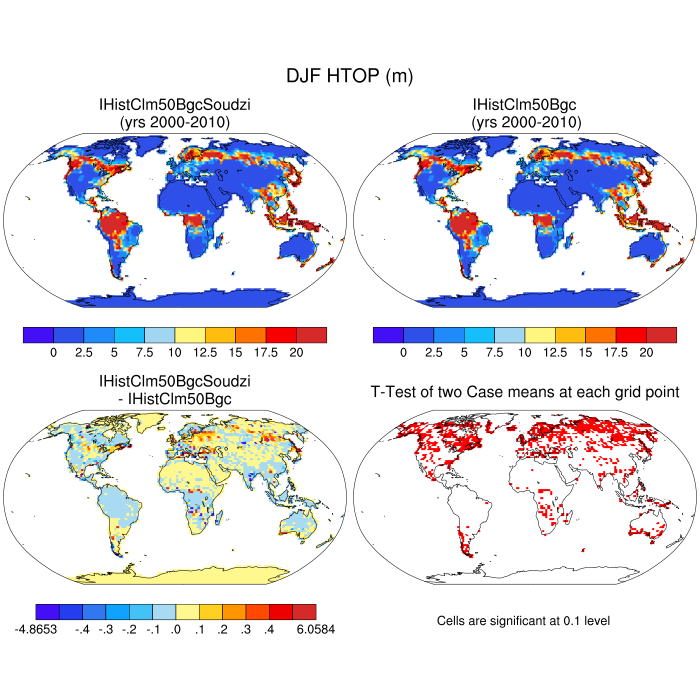 DJF HTOP (m)
IHistClm50BgcSoudzi
(yrs 2000-2010)
IHistClm50Bgc
(yrs 2000-2010)
0 2.5 5 7.5 10 12.5 15 17.5 20
0 2.5 5 7.5 10 12.5 15 17.5 20
IHistClm50BgcSoudzi
- IHistClm50Bgc
T-Test of two Case means at each grid point
-4.8653 -.4 -.3 -.2 -.1 .0 .1 .2 .3 .4 6.0584
Cells are significant at 0.1 level